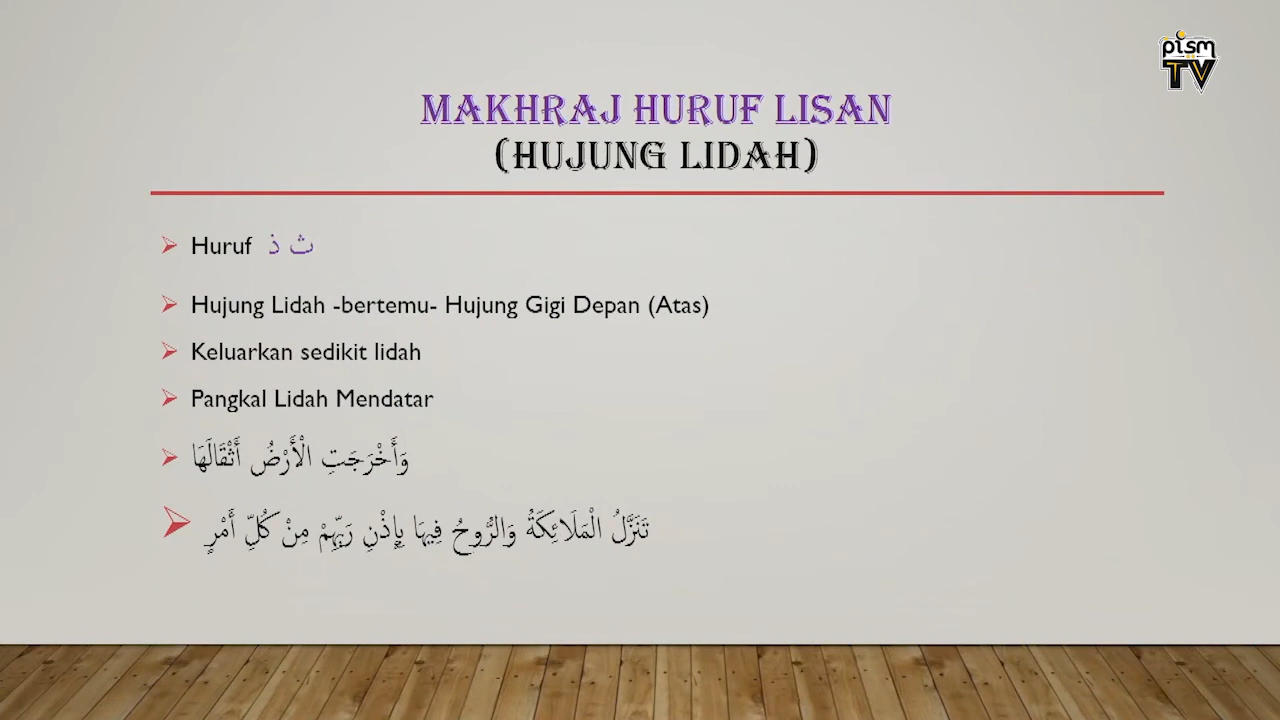 pism
TV
MAKHRAJ HURUF LISAN
(HUJUNG LIDAH)
Huruf ث ذ
Hujung Lidah -bertemu- Hujung Gigi Depan (Atas)
Keluarkan sedikit lidah
Pangkal Lidah Mendatar
وَأَخْرَجَتِ الْأَرْضُ أَثْقَالَهَا
تَنَزَّلُ الْمَلَائِكَةُ وَالرُّوحُ فِيهَا بِإِذْنِ رَبِّهِمْ مِنْ كُلِّ أَمْرٍ